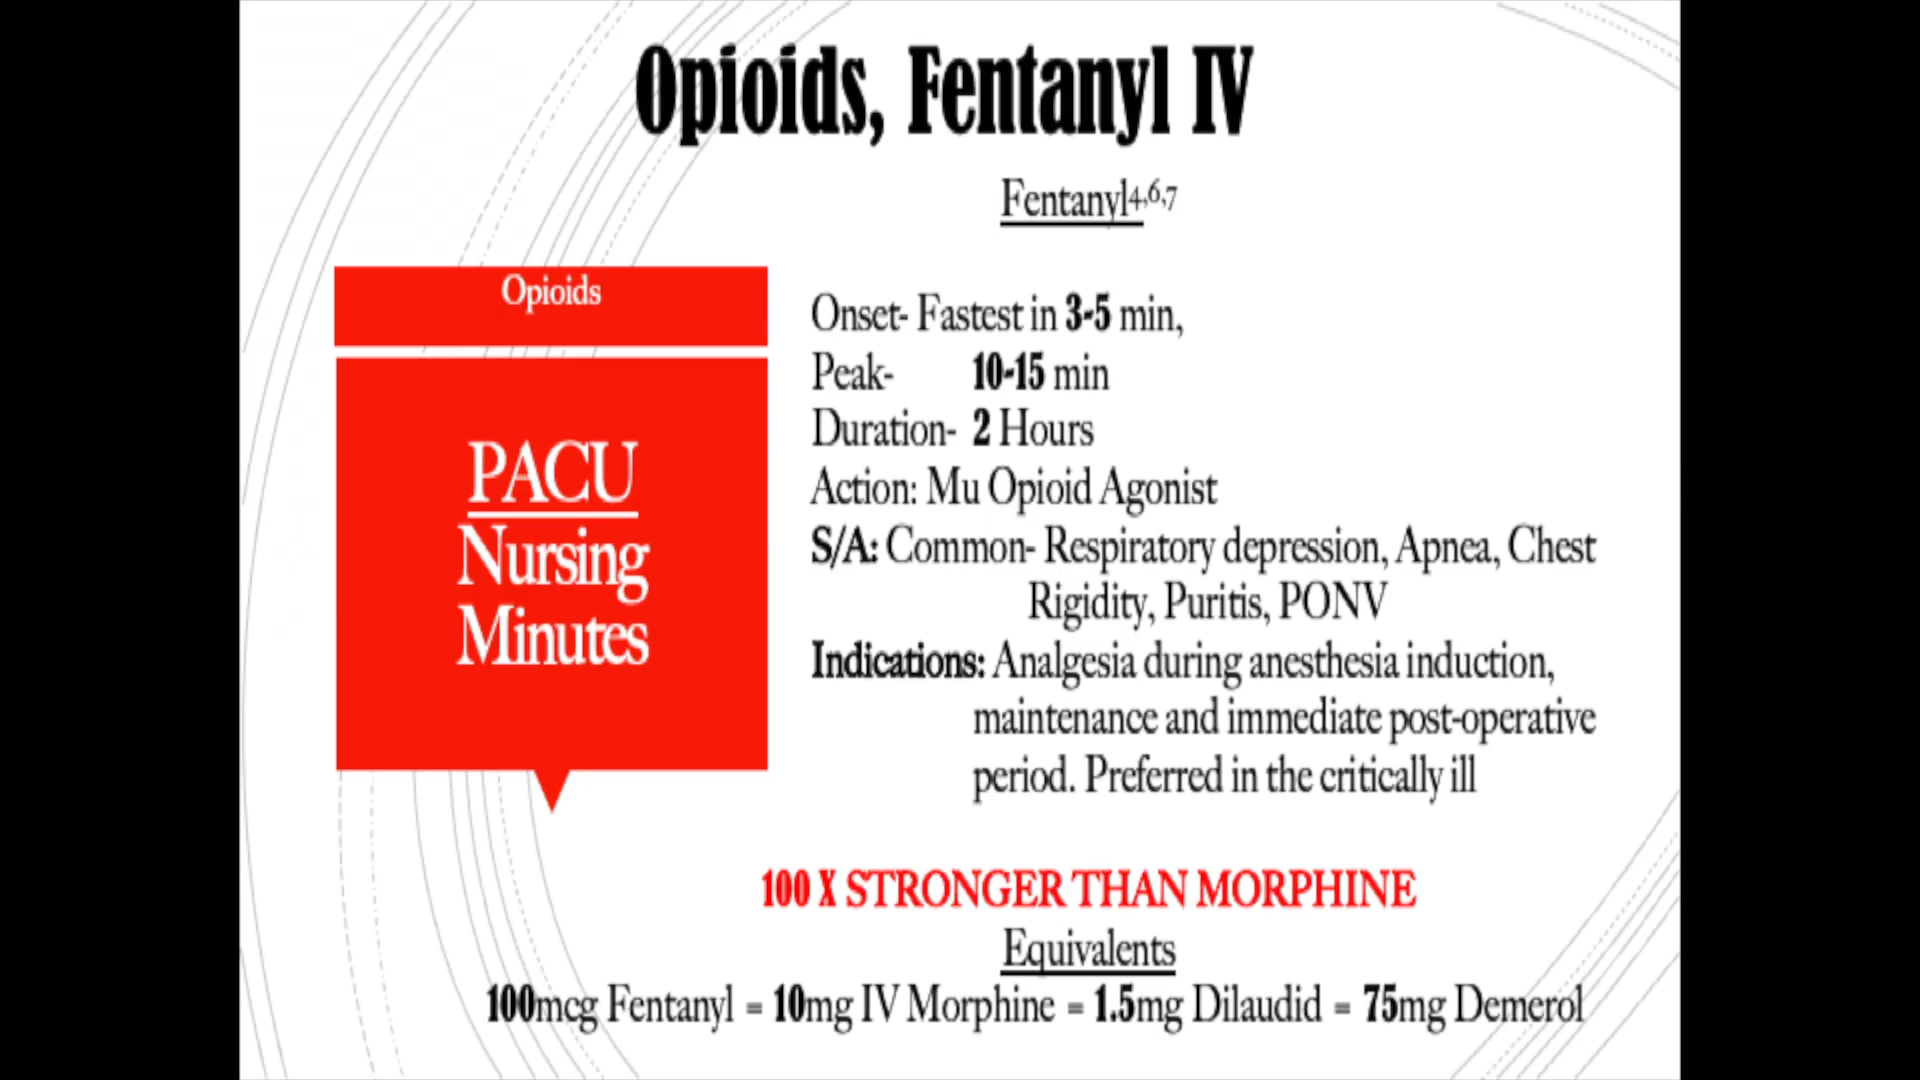 Opioids, Fentanyl IV
Fentanyl4,6,7
Opioids
PACU
Nursing
Minutes
Onset- Fastest in 3-5 min,
Peak- 10-15 min
Duration- 2 Hours
Action: Mu Opioid Agonist
S/A: Common- Respiratory depression, Apnea, Chest
Rigidity, Puritis, PONV
Indications: Analgesia during anesthesia induction,
maintenance and immediate post-operative
period. Preferred in the critically ill
100 X STRONGER THAN MORPHINE
Equivalents
100mcg Fentanyl = 10mg IV Morphine = 1.5mg Dilaudid = 75mg Demerol